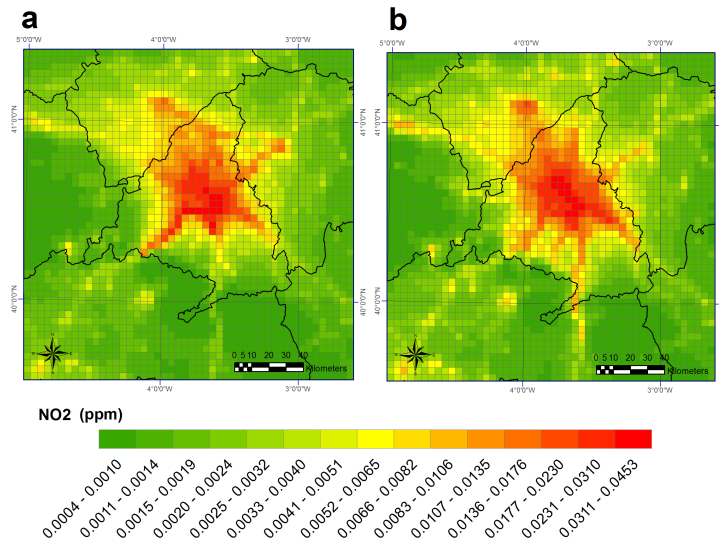 a b
5°0'0"W 4°0'0"W 3°0'0"W 5°0'0"W 4°0'0"W 3°0'0"W
41°0'0"N 41°0'0"N
40°0'0"N 40°0'0"N
0 5 10 20 30 40 0 5 10 20 30 40
Kilometers Kilometers
4°0'0"W 3°0'0"W 4°0'0"W 3°0'0"W
NO2 (ppm)
0.0004 - 0.0010
0.0011 - 0.0014
0.0015 - 0.0019
0.0020 - 0.0024
0.0025 - 0.0032
0.0033 - 0.0040
0.0041 - 0.0051
0.0052 - 0.0065
0.0066 - 0.0082
0.0083 - 0.0106
0.0107 - 0.0135
0.0136 - 0.0176
0.0177 - 0.0230
0.0231 - 0.0310
0.0311 - 0.0453